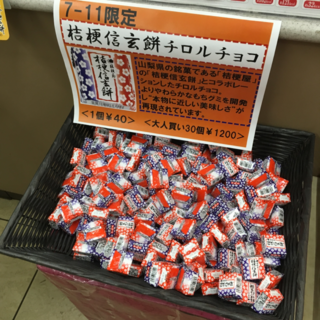 7-11限定
桔梗信玄餅チロルチョコ
山梨県の銘菓である「桔梗屋」
の「桔梗信玄餅」とコラボレー
ションしたチロルチョコ。
よりやわらかなもちグミを開発
し"本物に近しい美味しさ"が
再現されています。
桔梗信玄餅
<1個¥40>
<大人買い30個¥1200>